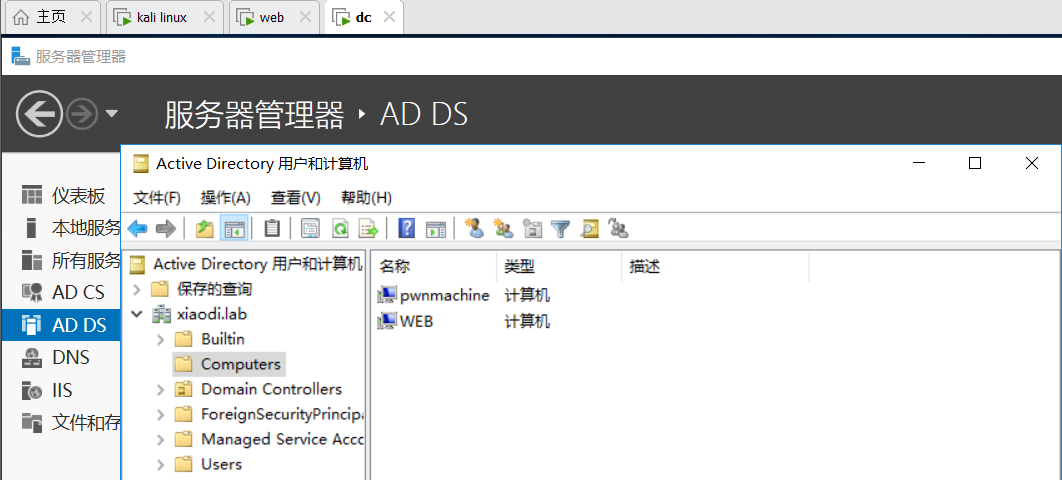 主页 kali linux web dc
服务器管理器
服务器管理器 AD DS
Active Directory 用户和计算机
文件(F) 操作(A) 查看(V) 帮助(H)
仪表板
本地服务
所有服务
AD CS
AD DS
DNS
IIS
文件和存
Active Directory 用户和计算机
保存的查询
xiaodi.lab
Builtin
Computers
Domain Controllers
ForeignSecurityPrincipa
Managed Service Acco
Users
名称 类型 描述
pwnmachine 计算机
WEB 计算机